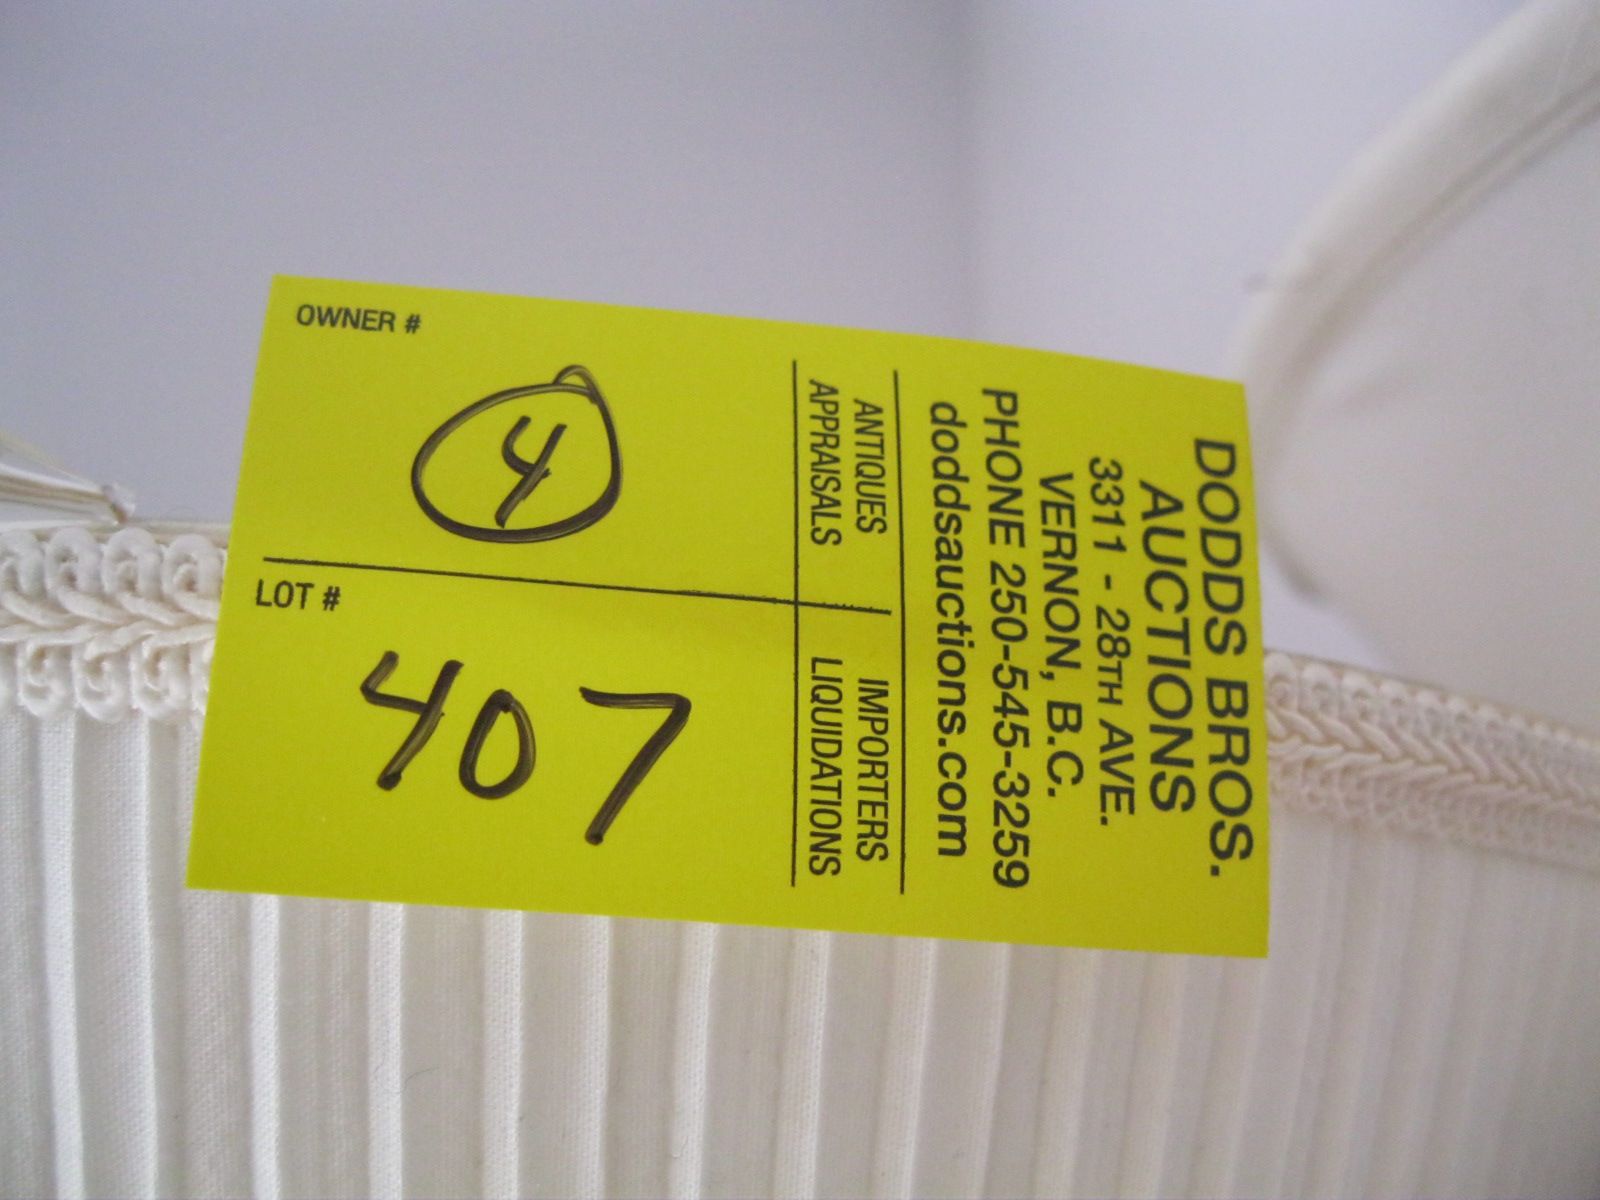 DODDS BROS.
AUCTIONS
3311 - 28TH AVE.
VERNON, B.C.
PHONE 250-545-3259
doddsauctions.com
ANTIQUES
APPRAISALS
IMPORTERS
LIQUIDATIONS
OWNER #
4
LOT #
407